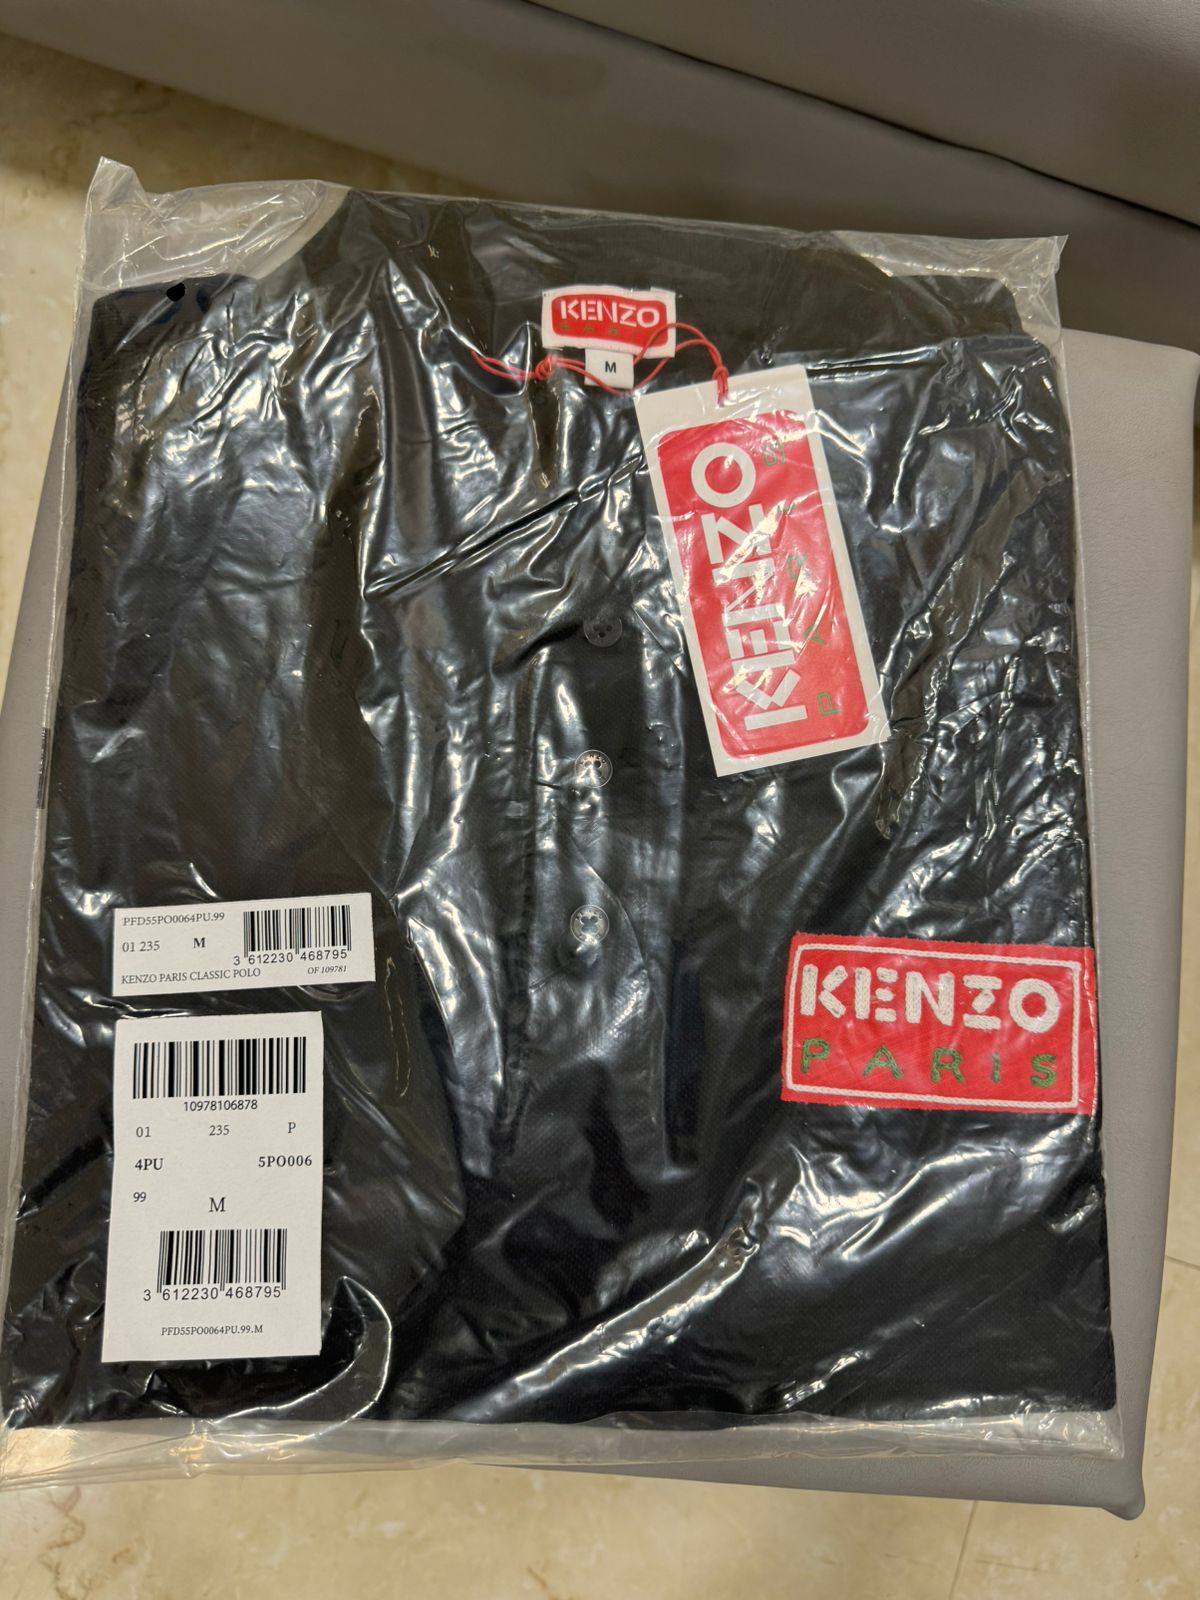 KENZO
PARIS
M
KENZO
PARIS
PFD55PO0064PU.99
01 235 M
3 612230 468795
KENZO PARIS CLASSIC POLO OF 109781
KENZO
PARIS
10978106878
01 235 P
4PU 5PO006
99 M
3 612230 468795
PFD55PO0064PU.99.M